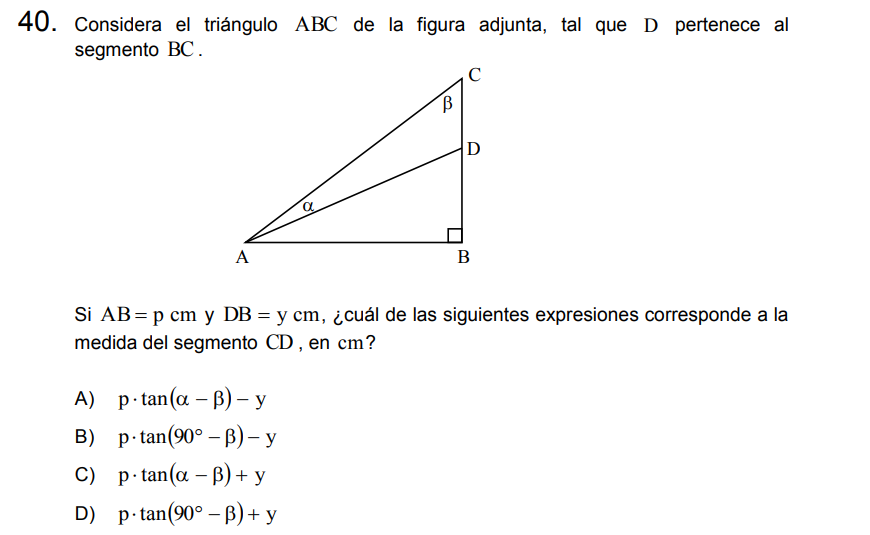 40. Considera el triángulo ABC de la figura adjunta, tal que D pertenece al
segmento BC.
C
β
D
α
A
B
Si AB = p cm y DB = y cm, ¿cuál de las siguientes expresiones corresponde a la
medida del segmento CD, en cm?
A) p·tan(α − β) − y
B) p·tan(90° − β) − y
C) p·tan(α − β) + y
D) p·tan(90° − β) + y